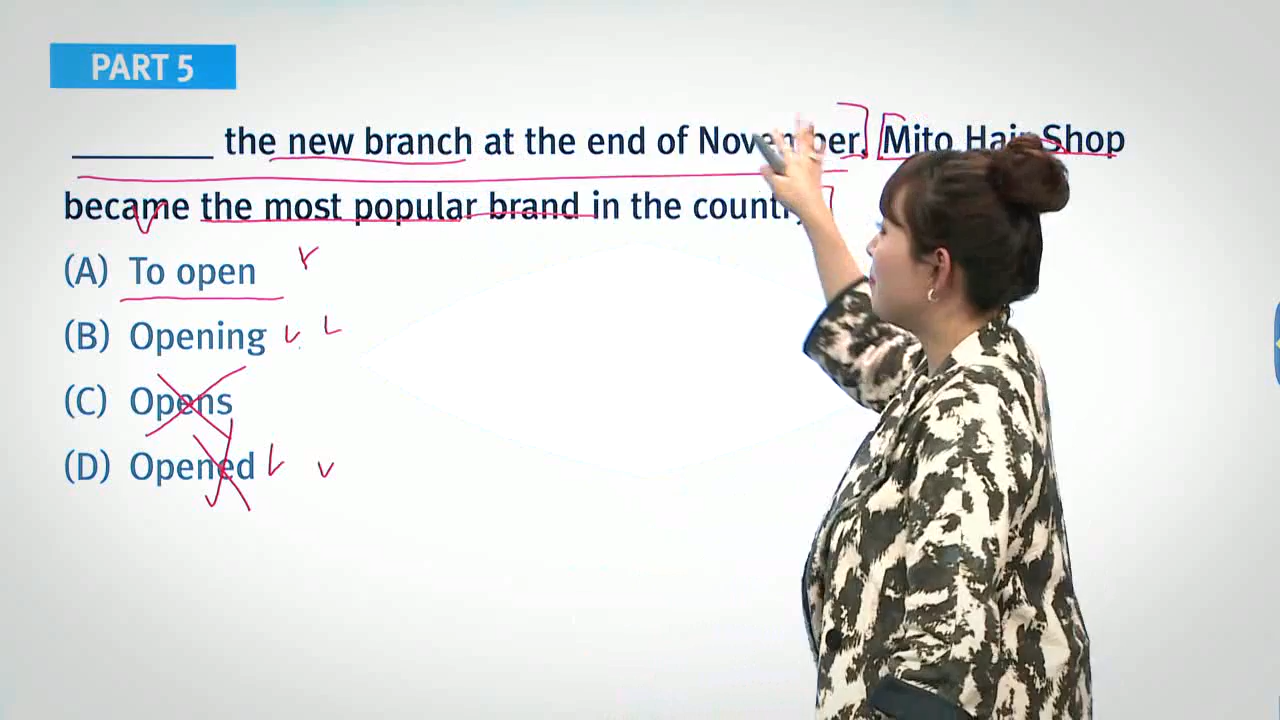 PART 5
________ the new branch at the end of November, Mito Hair Shop
became the most popular brand in the country
(A) To open
(B) Opening
(C) Opens
(D) Opened